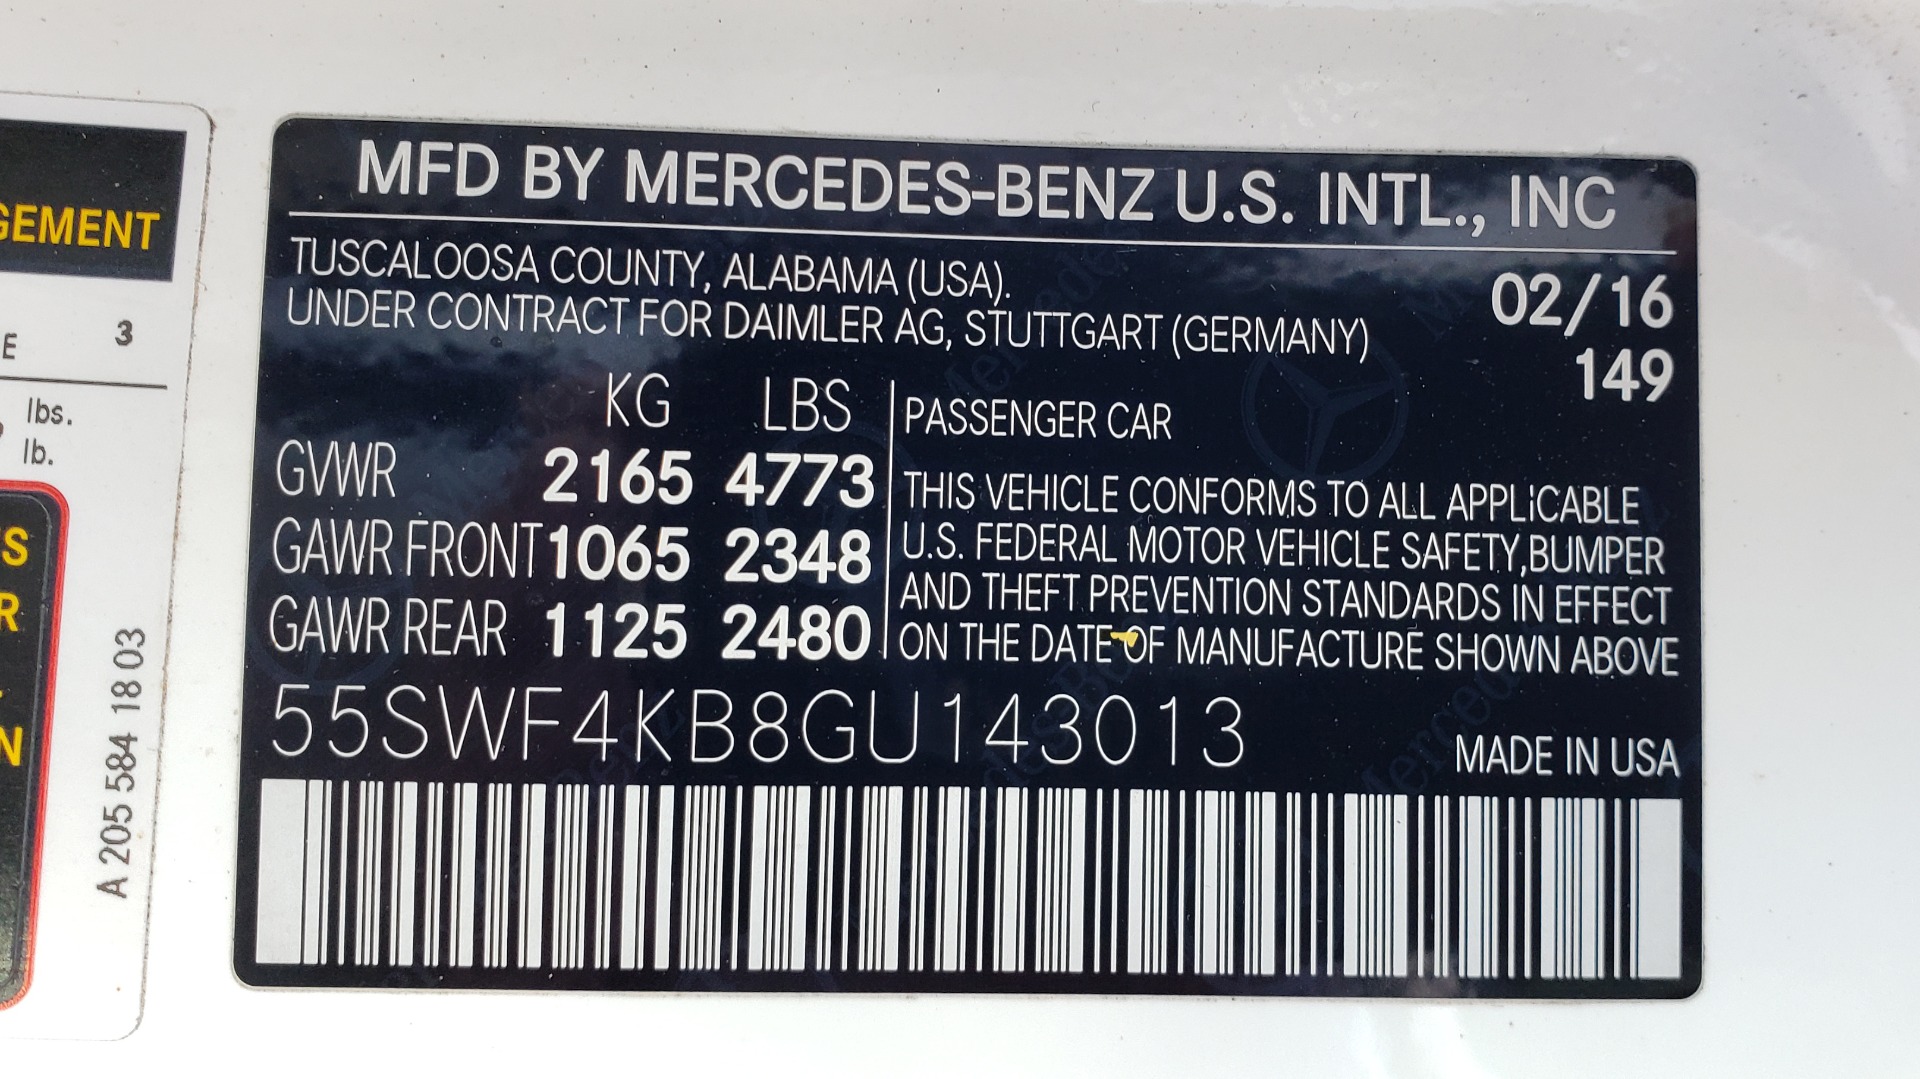 GEMENT
E 3
lbs.
lb.
S
R
N
A 205 584 18 03
MFD BY MERCEDES-BENZ U.S. INTL., INC
TUSCALOOSA COUNTY, ALABAMA (USA).
UNDER CONTRACT FOR DAIMLER AG, STUTTGART (GERMANY)
02/16
149
KG LBS
GVWR 2165 4773
GAWR FRONT 1065 2348
GAWR REAR 1125 2480
PASSENGER CAR
THIS VEHICLE CONFORMS TO ALL APPLICABLE
U.S. FEDERAL MOTOR VEHICLE SAFETY, BUMPER
AND THEFT PREVENTION STANDARDS IN EFFECT
ON THE DATE OF MANUFACTURE SHOWN ABOVE
55SWF4KB8GU143013
MADE IN USA